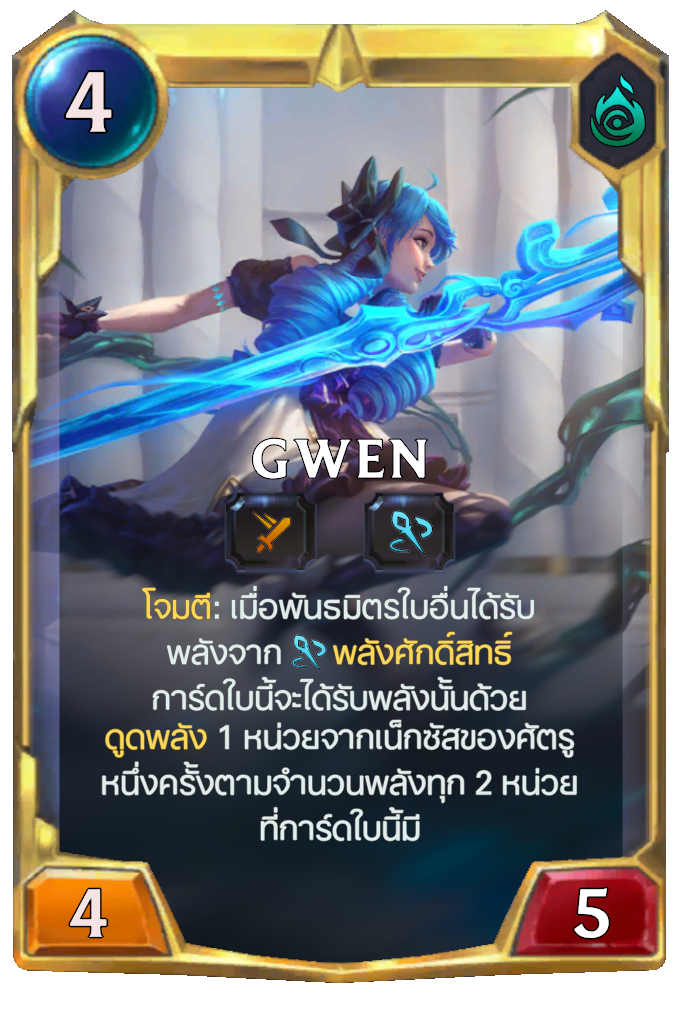 4
GWEN
โจมตี: เมื่อพันธมิตรใบอื่นได้รับ
พลังจาก พลังศักดิ์สิทธิ์
การ์ดใบนี้จะได้รับพลังนั้นด้วย
ดูดพลัง 1 หน่วยจากเน็กซัสของศัตรู
หนึ่งครั้งตามจำนวนพลังทุก 2 หน่วย
ที่การ์ดใบนี้มี
4
5